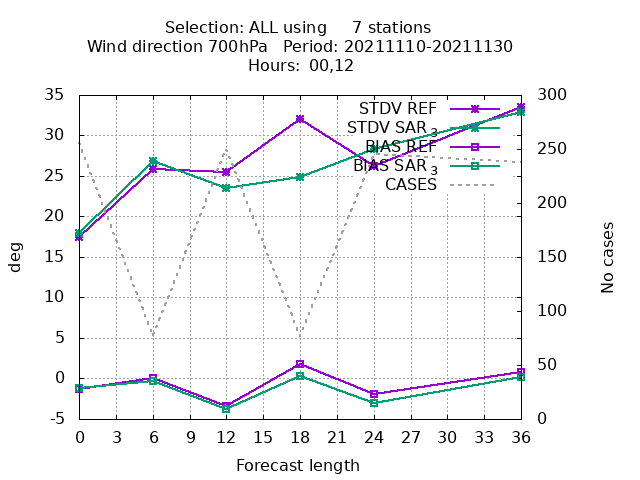 Selection: ALL using     7 stations
Wind direction 700hPa   Period: 20211110-20211130
Hours: 00,12
STDV REF
STDV SAR 3
BIAS REF
BIAS SAR 3
CASES
deg
35
30
25
20
15
10
5
0
-5
No cases
300
250
200
150
100
50
0
0 3 6 9 12 15 18 21 24 27 30 33 36
Forecast length